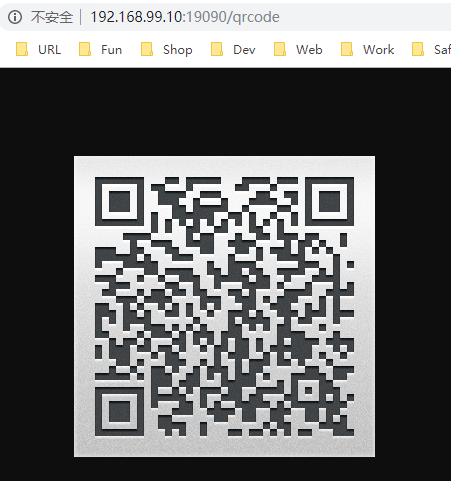 不安全 192.168.99.10:19090/qrcode
URL Fun Shop Dev Web Work Saf